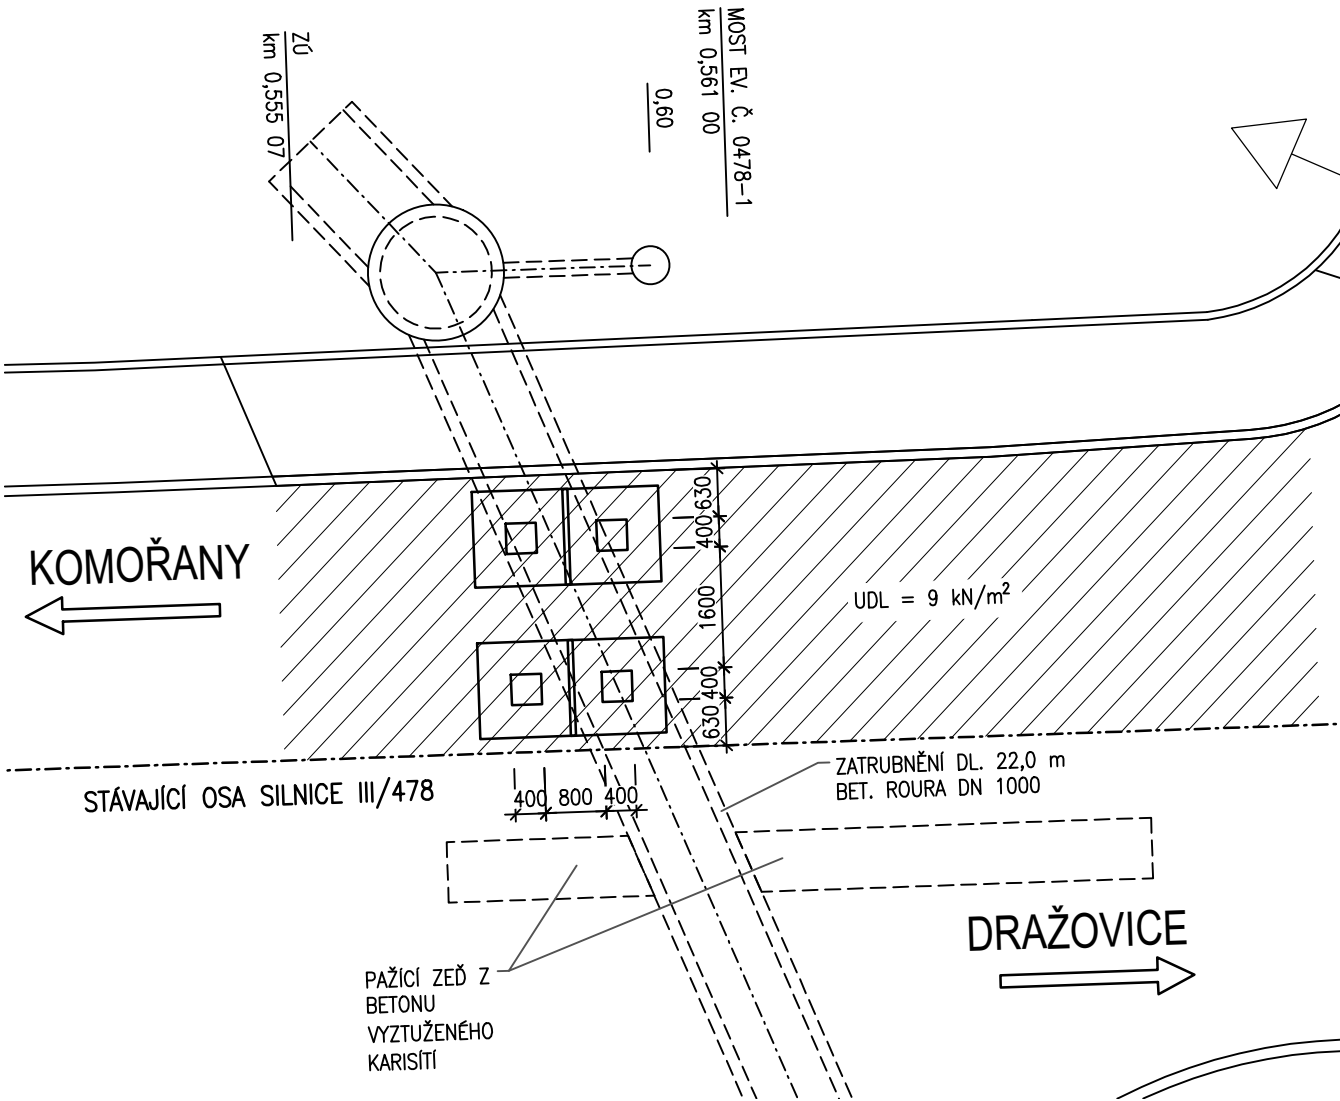 ZÚ
km 0,555 07
MOST EV. Č. 0478-1
km 0,561 00
0,60
KOMOŘANY
630
400
1600
400
630
UDL = 9 kN/m²
STÁVAJÍCÍ OSA SILNICE III/478
400 800 400
ZATRUBNĚNÍ DL. 22,0 m
BET. ROURA DN 1000
DRAŽOVICE
PAŽÍCÍ ZEĎ Z
BETONU
VYZTUŽENÉHO
KARISÍTÍ